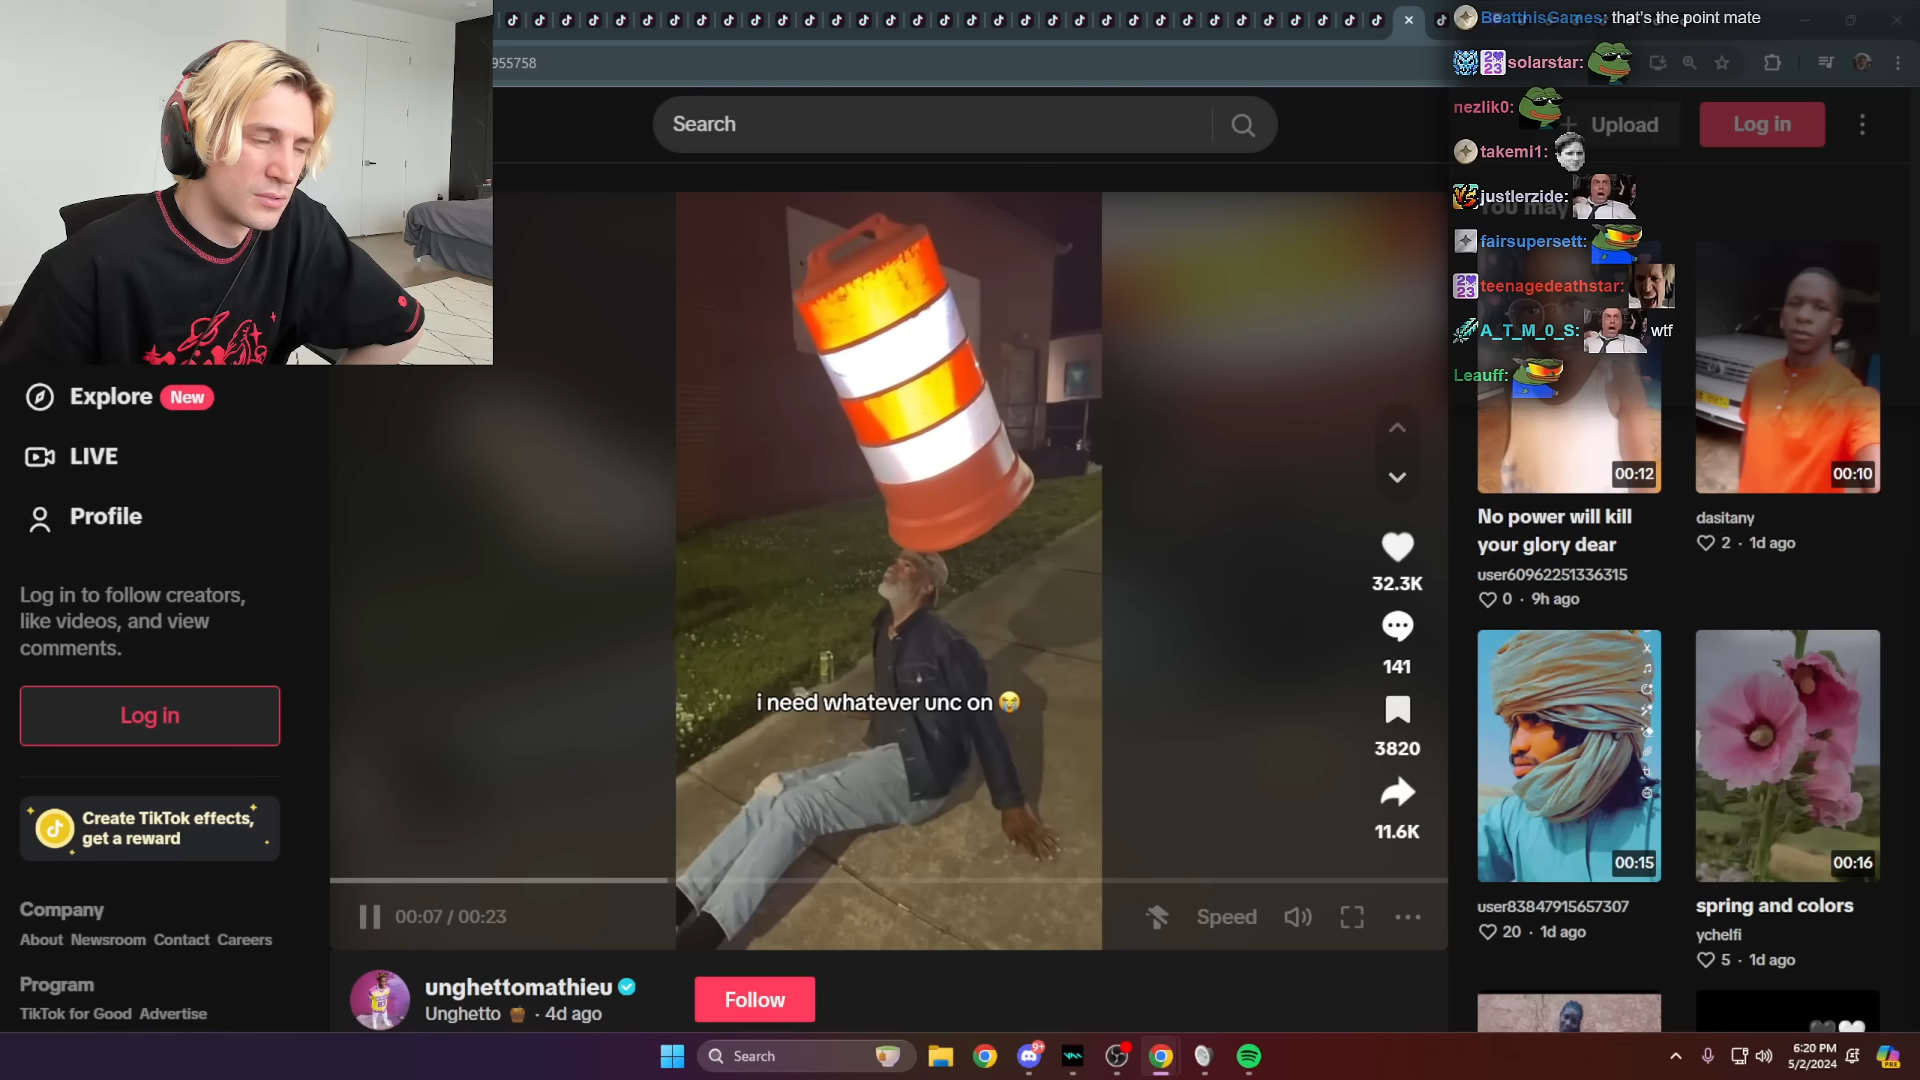 955758
BeatthisGames: that's the point mate
solarstar:
nezlik0:
takemi1:
justlerzide:
fairsupersett:
teenagedeathstar:
A_T_M_0_S: wtf
Leauff:
Search
Upload
Log in
You may
Explore New
LIVE
Profile
Log in to follow creators,
like videos, and view
comments.
Log in
Create TikTok effects,
get a reward
Company
About Newsroom Contact Careers
Program
TikTok for Good Advertise
i need whatever unc on 😭
32.3K
141
3820
11.6K
00:07 / 00:23
Speed
unghettomathieu
Unghetto · 4d ago
Follow
00:12
No power will kill
your glory dear
user60962251336315
0 · 9h ago
00:10
dasitany
2 · 1d ago
00:15
user83847915657307
20 · 1d ago
00:16
spring and colors
ychelfi
5 · 1d ago
Search
9+
6:20 PM
5/2/2024
PRE